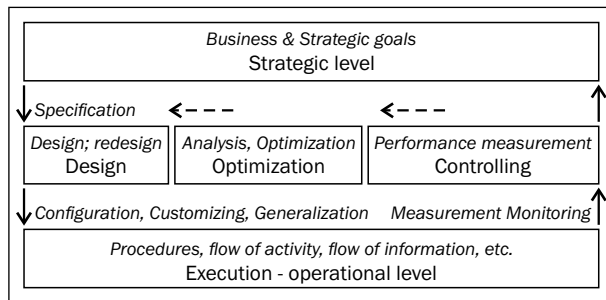 Business & Strategic goals
Strategic level
Specification
Design; redesign
Design
Analysis, Optimization
Optimization
Performance measurement
Controlling
Configuration, Customizing, Generalization
Measurement Monitoring
Procedures, flow of activity, flow of information, etc.
Execution - operational level